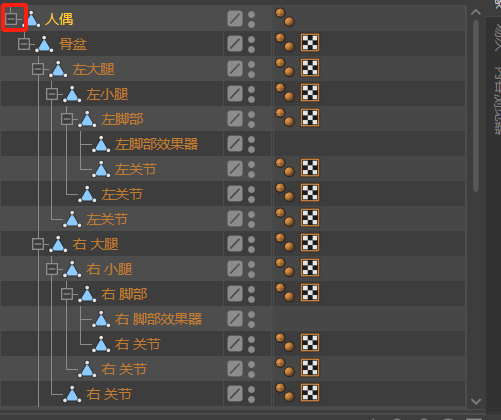 人偶
骨盆
左大腿
左小腿
左脚部
左脚部效果器
左关节
左关节
左关节
右 大腿
右 小腿
右 脚部
右 脚部效果器
右 关节
右 关节
右 关节